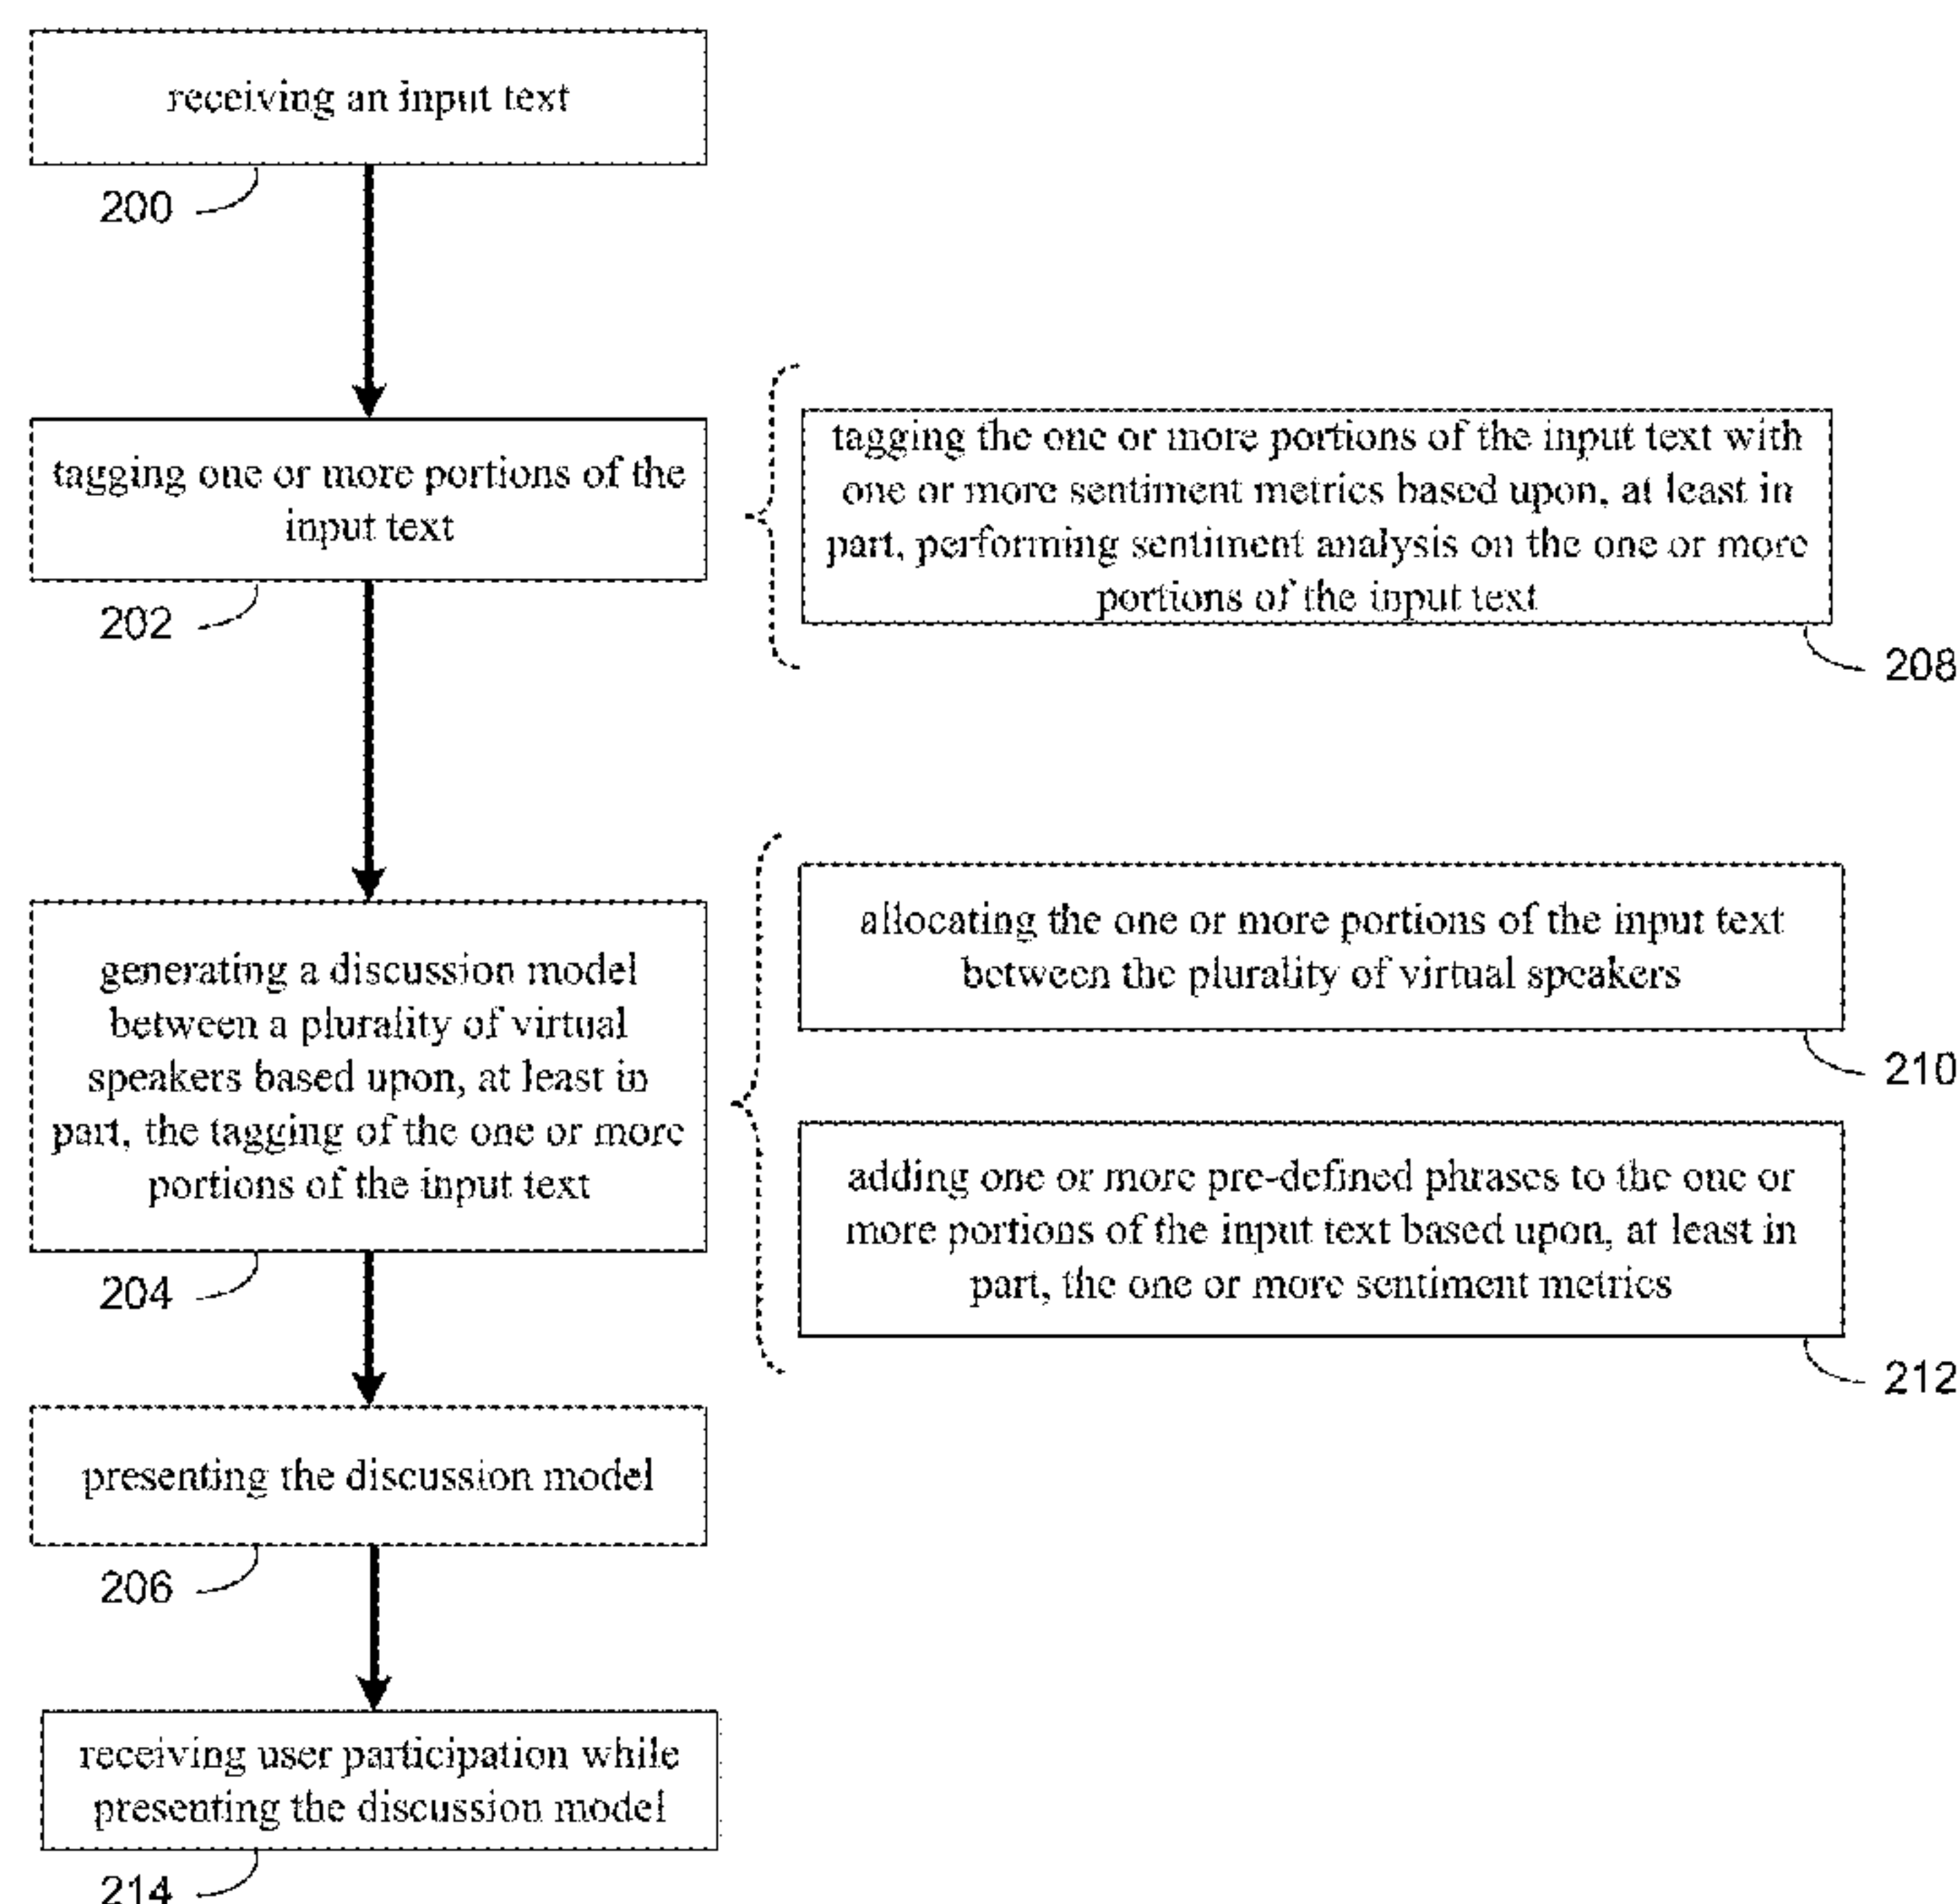 receiving an input text
200
tagging one or more portions of the
input text
202
tagging the one or more portions of the input text with
one or more sentiment metrics based upon, at least in
part, performing sentiment analysis on the one or more
portions of the input text
208
generating a discussion model
between a plurality of virtual
speakers based upon, at least in
part, the tagging of the one or more
portions of the input text
204
allocating the one or more portions of the input text
between the plurality of virtual speakers
210
adding one or more pre-defined phrases to the one or
more portions of the input text based upon, at least in
part, the one or more sentiment metrics
212
presenting the discussion model
206
receiving user participation while
presenting the discussion model
214